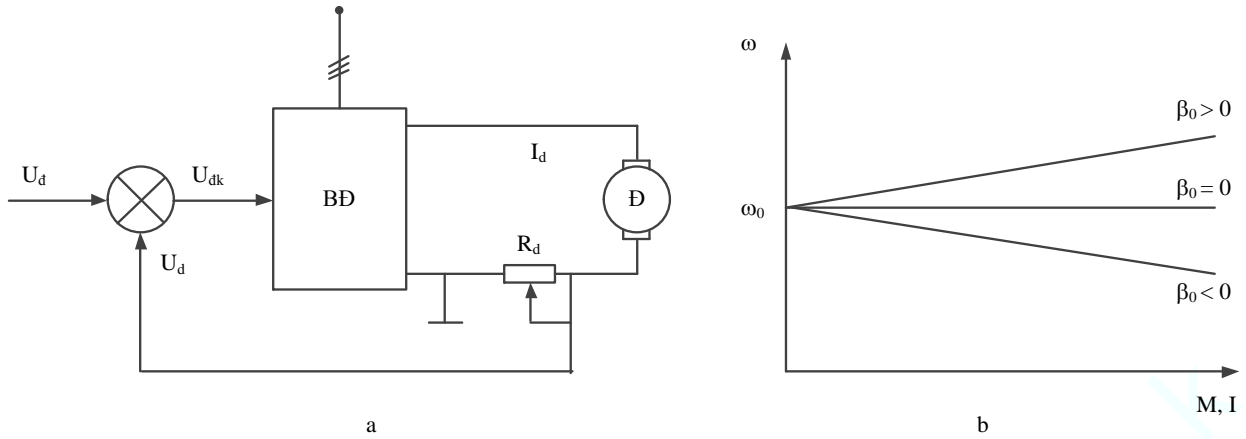 U_đ
U_đk
U_d
BĐ
I_d
Đ
R_d
a
ω
β₀ > 0
β₀ = 0
ω₀
β₀ < 0
M, I
b